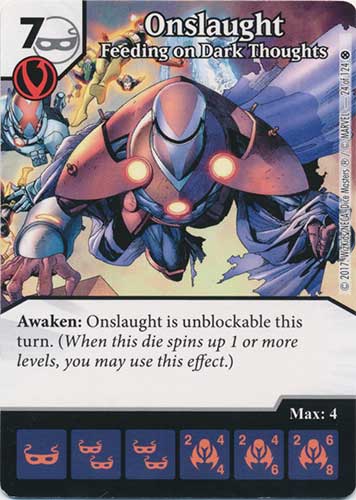 7
Onslaught
Feeding on Dark Thoughts
© 2017 WIZKIDS/NECA, Dice Masters ® / © MARVEL — 24 of 124
Awaken: Onslaught is unblockable this
turn. (When this die spins up 1 or more
levels, you may use this effect.)
Max: 4
2 4 4
2 4 6
2 6 8